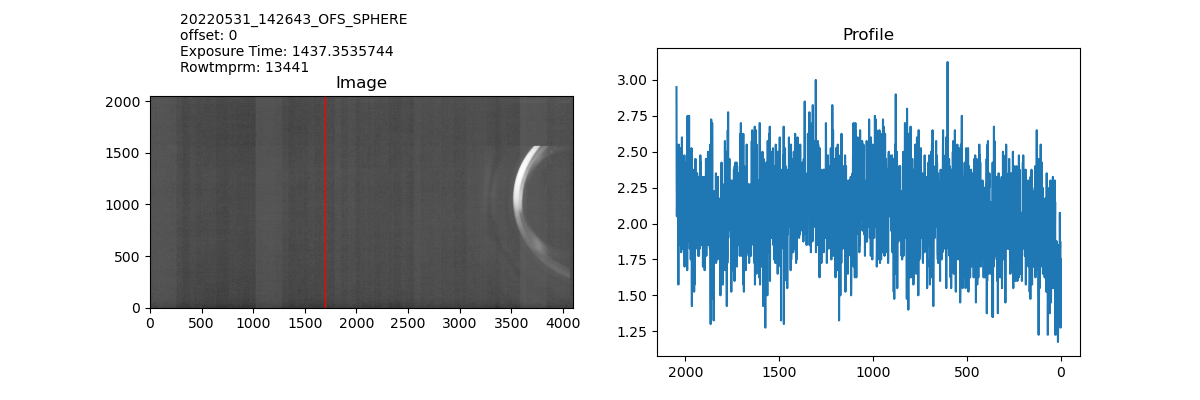 20220531_142643_OFS_SPHERE
offset: 0
Exposure Time: 1437.3535744
Rowtmprm: 13441
Image
2000
1500
1000
500
0
0 500 1000 1500 2000 2500 3000 3500 4000
Profile
3.00
2.75
2.50
2.25
2.00
1.75
1.50
1.25
2000 1500 1000 500 0